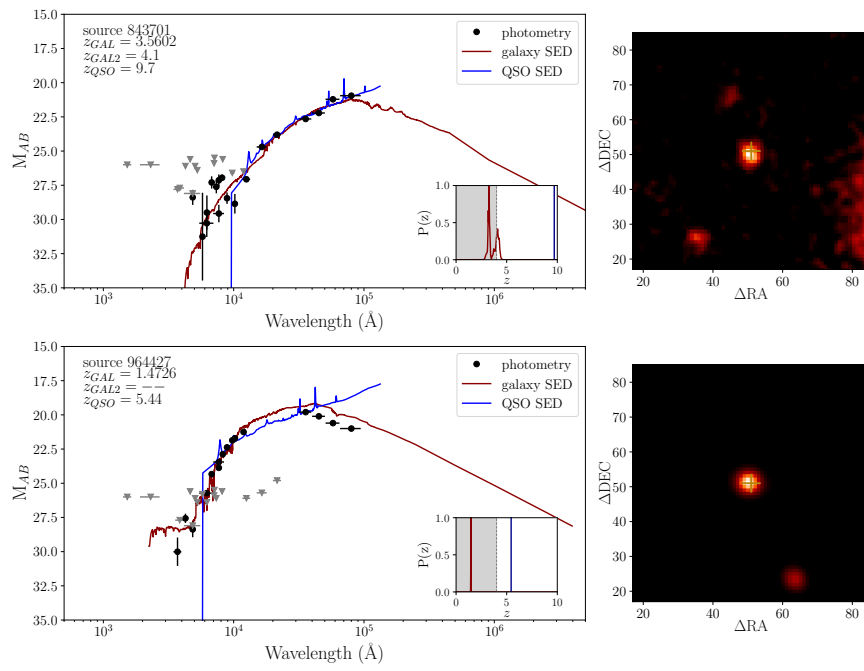 source 843701
z_GAL = 3.5602
z_GAL2 = 4.1
z_QSO = 9.7
photometry
galaxy SED
QSO SED
M_AB
15.0
17.5
20.0
22.5
25.0
27.5
30.0
32.5
35.0
10^3
10^4
10^5
10^6
Wavelength (Å)
P(z)
1.0
0.5
0.0
0
5
10
z
ΔDEC
80
70
60
50
40
30
20
20
40
60
80
ΔRA
source 964427
z_GAL = 1.4726
z_GAL2 = −−
z_QSO = 5.44
photometry
galaxy SED
QSO SED
M_AB
15.0
17.5
20.0
22.5
25.0
27.5
30.0
32.5
35.0
10^3
10^4
10^5
10^6
Wavelength (Å)
P(z)
1.0
0.5
0.0
0
5
10
z
ΔDEC
80
70
60
50
40
30
20
20
40
60
80
ΔRA